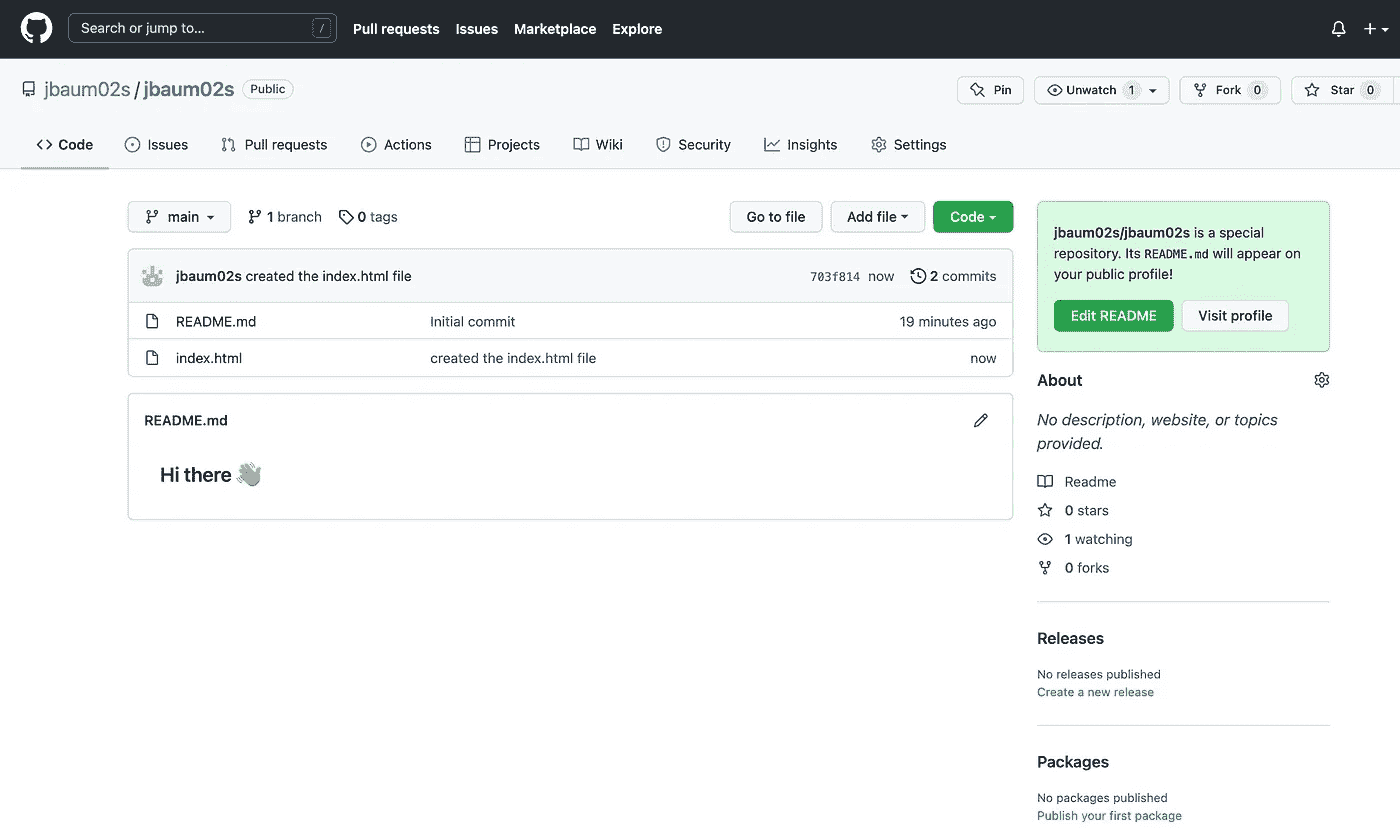 Search or jump to... /
Pull requests Issues Marketplace Explore
jbaum02s / jbaum02s Public
Pin Unwatch 1 Fork 0 Star 0
Code Issues Pull requests Actions Projects Wiki Security Insights Settings
main 1 branch 0 tags Go to file Add file Code
jbaum02s created the index.html file 703f814 now 2 commits
README.md Initial commit 19 minutes ago
index.html created the index.html file now
README.md
Hi there 👋
jbaum02s/jbaum02s is a special
repository. Its README.md will appear on
your public profile!
Edit README Visit profile
About
No description, website, or topics
provided.
Readme
0 stars
1 watching
0 forks
Releases
No releases published
Create a new release
Packages
No packages published
Publish your first package